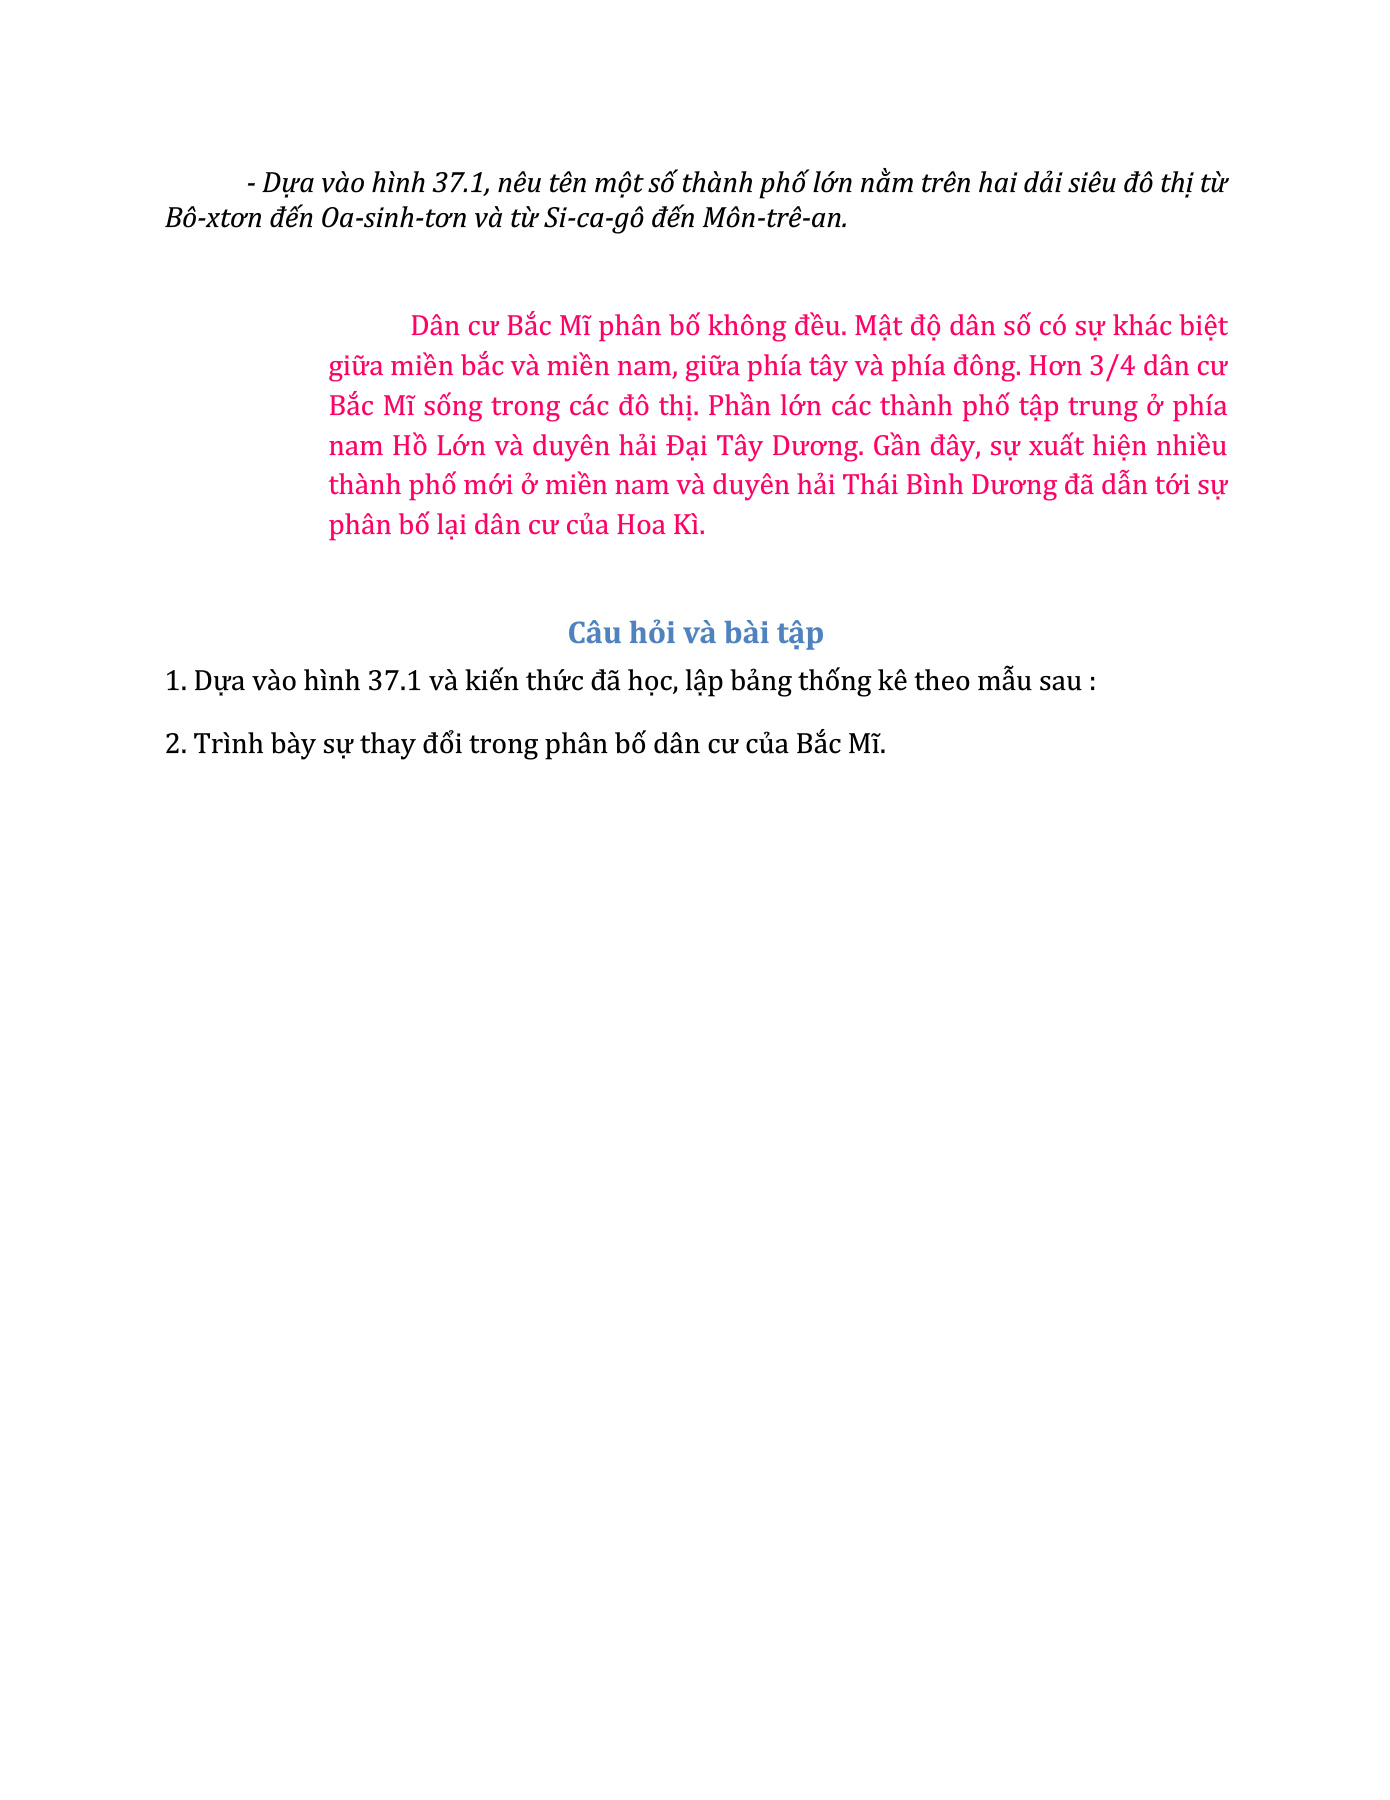 - Dựa vào hình 37.1, nêu tên một số thành phố lớn nằm trên hai dải siêu đô thị từ
Bô-xtơn đến Oa-sinh-tơn và từ Si-ca-gô đến Môn-trê-an.
Dân cư Bắc Mĩ phân bố không đều. Mật độ dân số có sự khác biệt
giữa miền bắc và miền nam, giữa phía tây và phía đông. Hơn 3/4 dân cư
Bắc Mĩ sống trong các đô thị. Phần lớn các thành phố tập trung ở phía
nam Hồ Lớn và duyên hải Đại Tây Dương. Gần đây, sự xuất hiện nhiều
thành phố mới ở miền nam và duyên hải Thái Bình Dương đã dẫn tới sự
phân bố lại dân cư của Hoa Kì.
Câu hỏi và bài tập
1. Dựa vào hình 37.1 và kiến thức đã học, lập bảng thống kê theo mẫu sau :
2. Trình bày sự thay đổi trong phân bố dân cư của Bắc Mĩ.